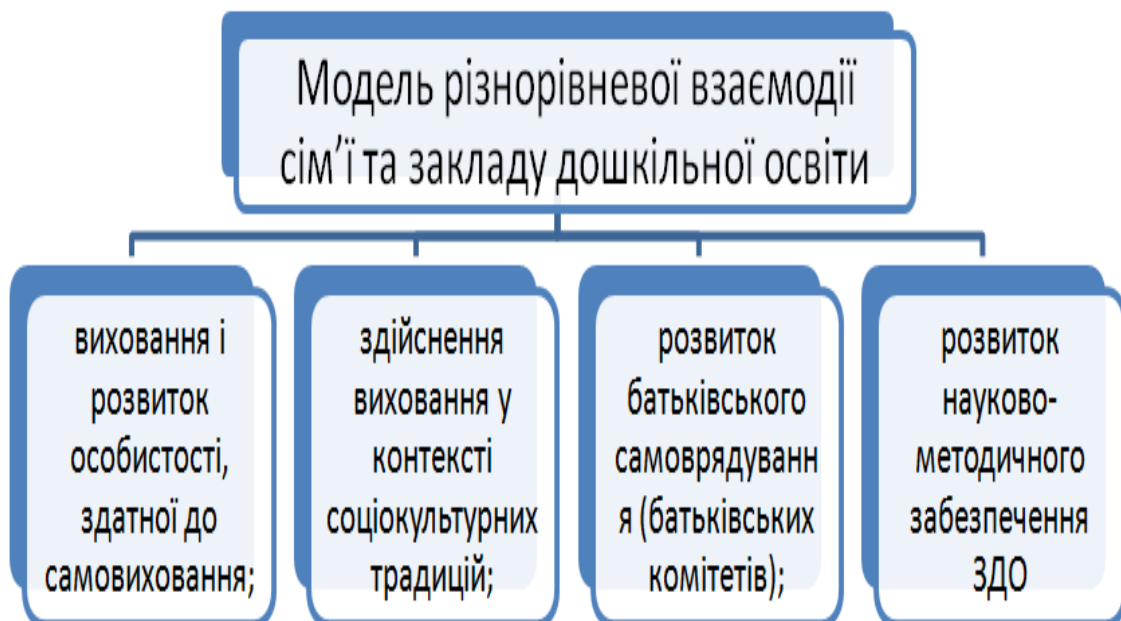 Модель різнорівневої взаємодії
сім’ї та закладу дошкільної освіти
виховання і
розвиток
особистості,
здатної до
самовиховання;
здійснення
виховання у
контексті
соціокультурних
традицій;
розвиток
батьківського
самоврядуванн
я (батьківських
комітетів);
розвиток
науково-
методичного
забезпечення
ЗДО